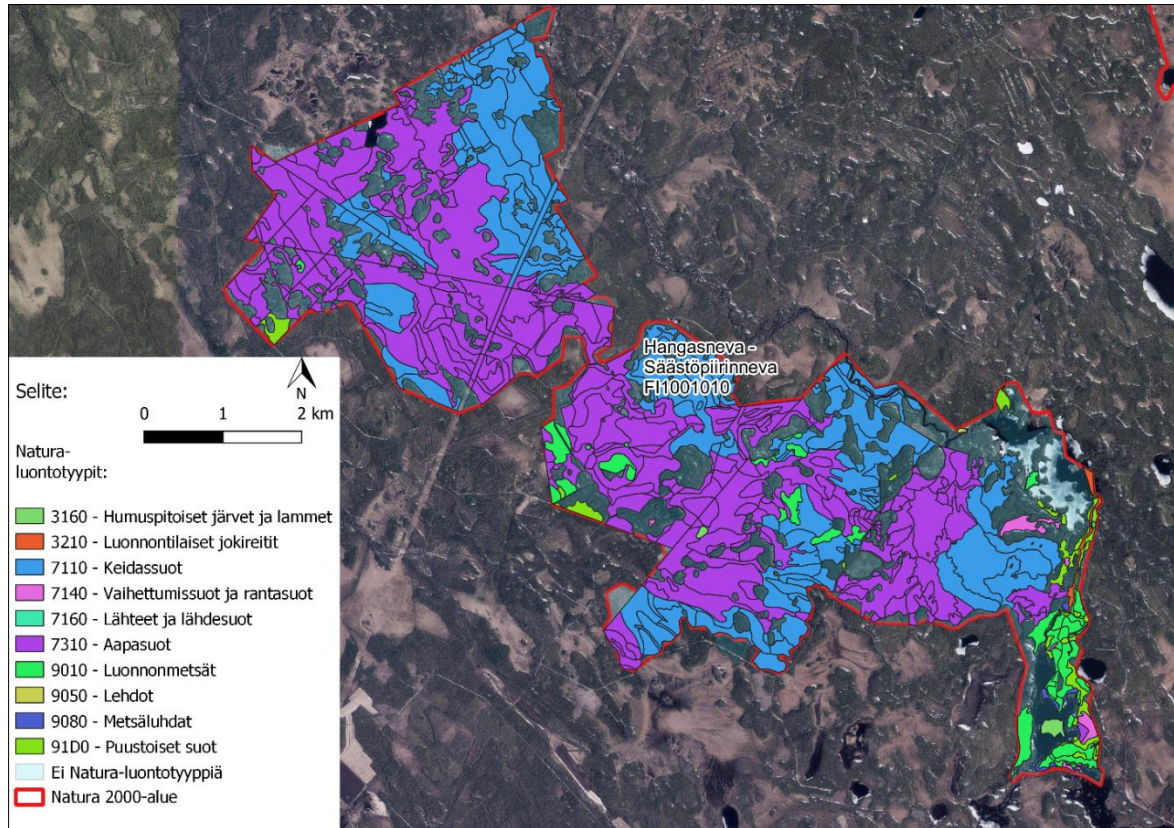 Hangasneva -
Säästöpiirinneva
FI1001010
Selite:
N
0 1 2 km
Natura-
luontotyypit:
3160 - Humuspitoiset järvet ja lammet
3210 - Luonnontilaiset jokireitit
7110 - Keidassuot
7140 - Vaihettumissuot ja rantasuot
7160 - Lähteet ja lähdesuot
7310 - Aapasuot
9010 - Luonnonmetsät
9050 - Lehdot
9080 - Metsäluhdat
91D0 - Puustoiset suot
Ei Natura-luontotyyppiä
Natura 2000-alue